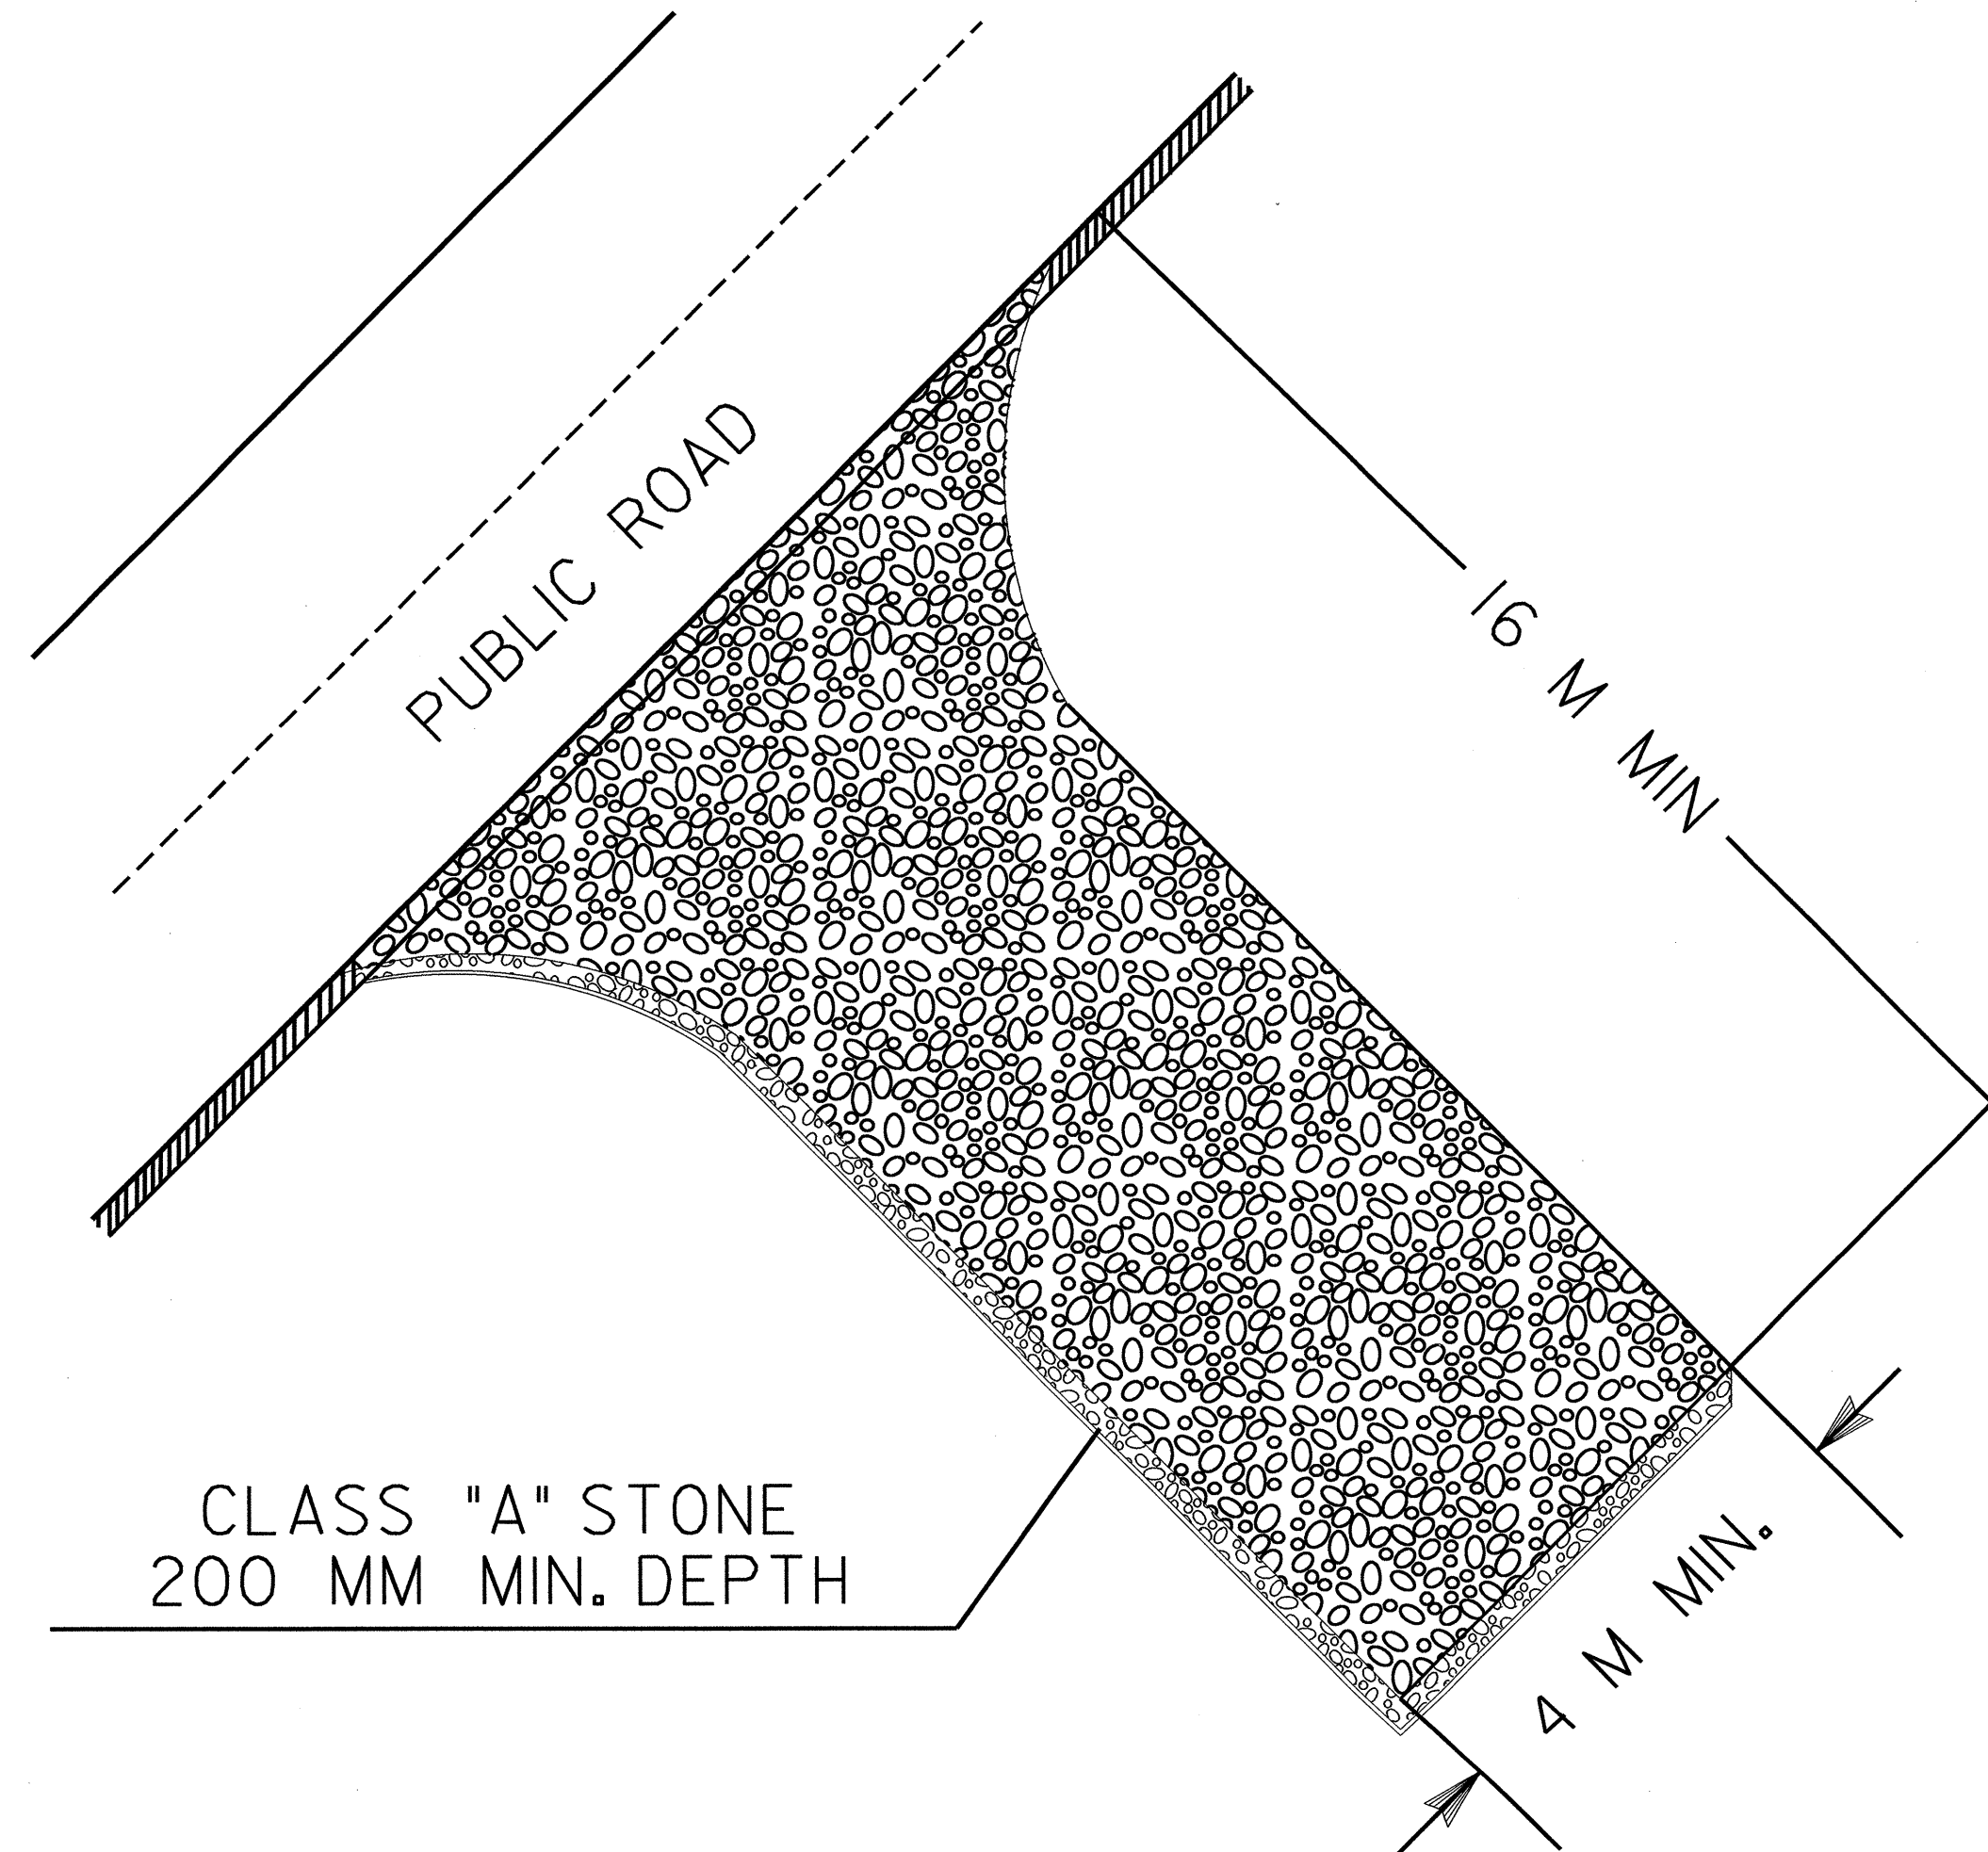 PUBLIC ROAD
16 M MIN
CLASS "A" STONE
200 MM MIN. DEPTH
4 M MIN.